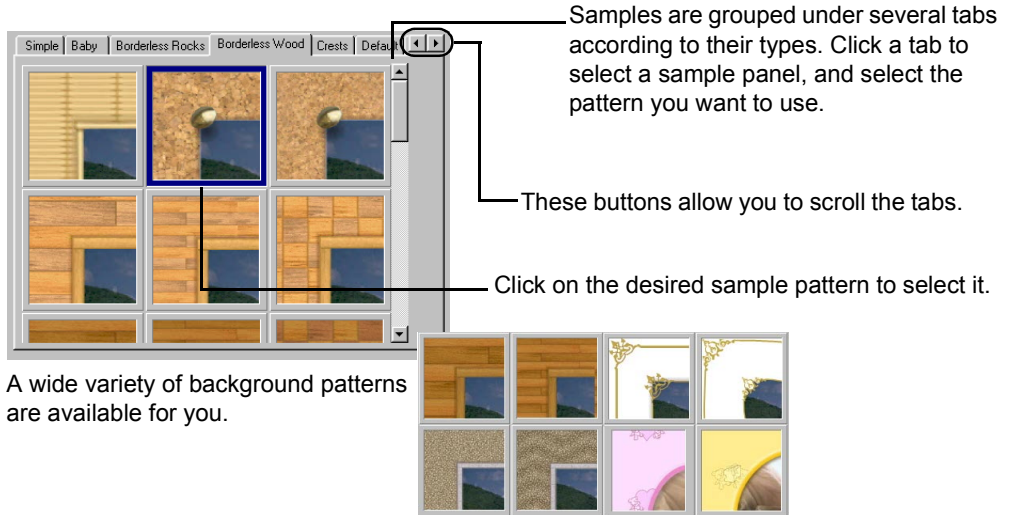 Samples are grouped under several tabs
according to their types. Click a tab to
select a sample panel, and select the
pattern you want to use.
Simple Baby Borderless Rocks Borderless Wood Crests Default
These buttons allow you to scroll the tabs.
Click on the desired sample pattern to select it.
A wide variety of background patterns
are available for you.